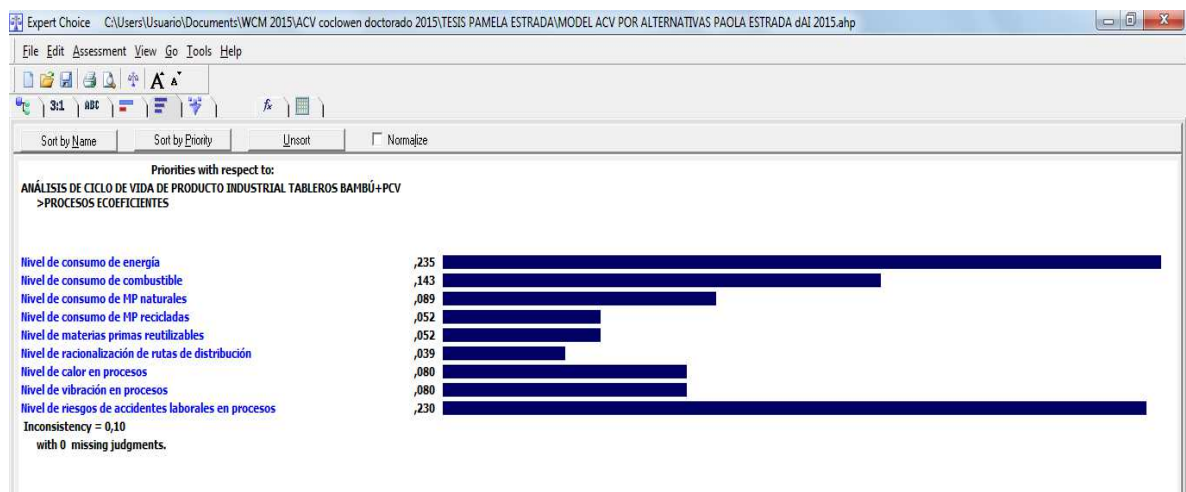 Expert Choice C:\Users\Usuario\Documents\WCM 2015\ACV coclowen doctorado 2015\TESIS PAMELA ESTRADA\MODEL ACV POR ALTERNATIVAS PAOLA ESTRADA dAI 2015.ahp
File Edit Assessment View Go Tools Help
A A
3:1 ABC fx
Sort by Name Sort by Priority Unsort Normalize
Priorities with respect to:
ANÁLISIS DE CICLO DE VIDA DE PRODUCTO INDUSTRIAL TABLEROS BAMBÚ+PCV
>PROCESOS ECOEFICIENTES
Nivel de consumo de energía ,235
Nivel de consumo de combustible ,143
Nivel de consumo de MP naturales ,089
Nivel de consumo de MP recicladas ,052
Nivel de materias primas reutilizables ,052
Nivel de racionalización de rutas de distribución ,039
Nivel de calor en procesos ,080
Nivel de vibración en procesos ,080
Nivel de riesgos de accidentes laborales en procesos ,230
Inconsistency = 0,10
with 0 missing judgments.